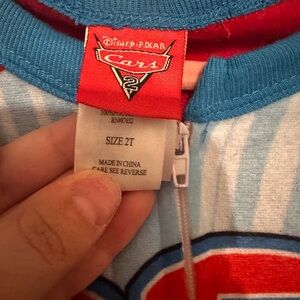 Disney·PIXAR
Cars
2
SIZE 2T
MADE IN CHINA
CARE SEE REVERSE